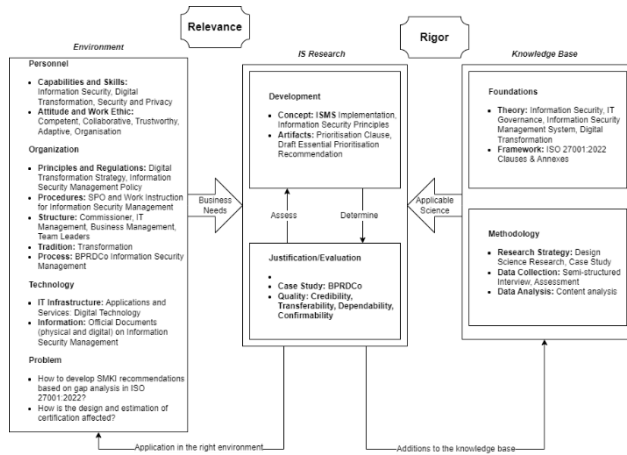 Relevance
Rigor
Environment
Personnel
Capabilities and Skills:
Information Security, Digital
Transformation, Security and Privacy
Attitude and Work Ethic:
Competent, Collaborative, Trustworthy,
Adaptive, Organisation
Organization
Principles and Regulations: Digital
Transformation Strategy, Information
Security Management Policy
Procedures: SPO and Work Instruction
for Information Security Management
Structure: Commissioner, IT
Management, Business Management,
Team Leaders
Tradition: Transformation
Process: BPRDCo Information Security
Management
Technology
IT Infrastructure: Applications and
Services: Digital Technology
Information: Official Documents
(physical and digital) on Information
Security Management
Problem
How to develop SMKI recommendations
based on gap analysis in ISO
27001:2022?
How is the design and estimation of
certification affected?
Business
Needs
IS Research
Development
Concept: ISMS Implementation,
Information Security Principles
Artifacts: Prioritisation Clause,
Draft Essential Prioritisation
Recommendation
Assess
Determine
Justification/Evaluation
Case Study: BPRDCo
Quality: Credibility,
Transferability, Dependability,
Confirmability
Applicable
Science
Knowledge Base
Foundations
Theory: Information Security, IT
Governance, Information Security
Management System, Digital
Transformation
Framework: ISO 27001:2022
Clauses & Annexes
Methodology
Research Strategy: Design
Science Research, Case Study
Data Collection: Semi-structured
Interview, Assessment
Data Analysis: Content analysis
Application in the right environment
Additions to the knowledge base